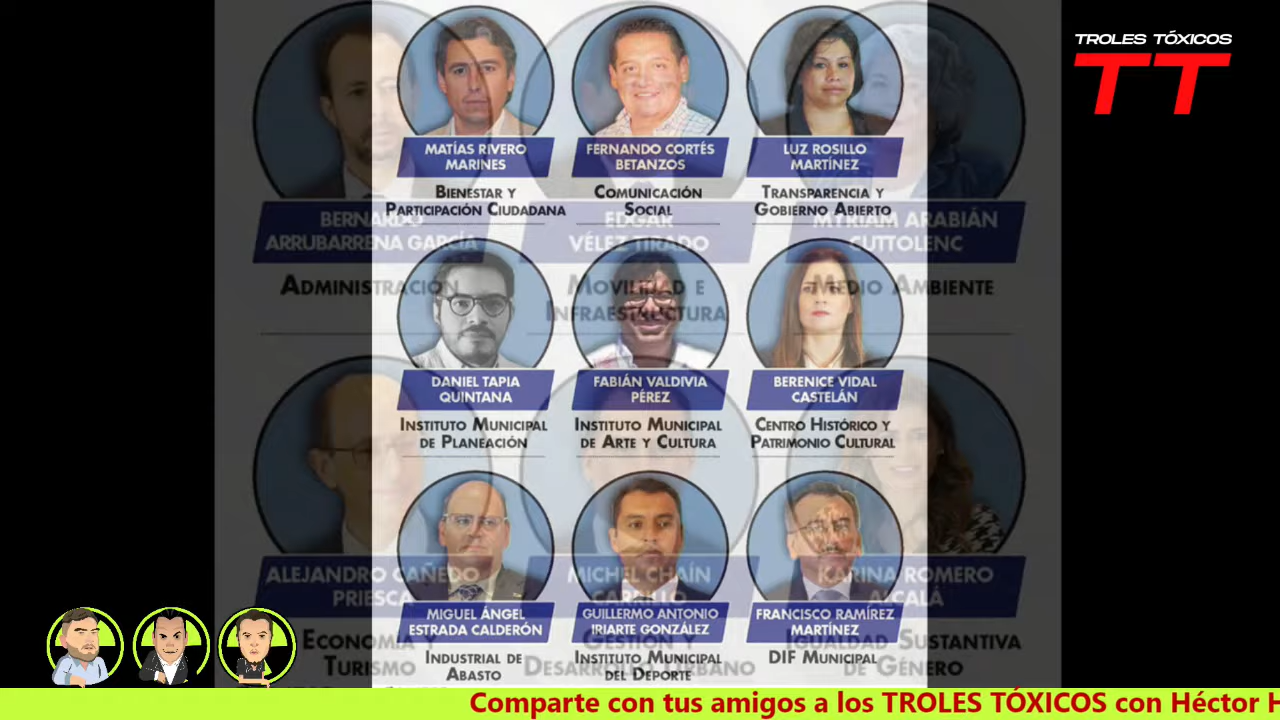 TROLES TÓXICOS
TT
MATÍAS RIVERO
MARINES
BIENESTAR Y
PARTICIPACIÓN CIUDADANA
FERNANDO CORTÉS
BETANZOS
COMUNICACIÓN
SOCIAL
LUZ ROSILLO
MARTÍNEZ
TRANSPARENCIA Y
GOBIERNO ABIERTO
BERNARDO
ARRUBARRENA GARCÍA
ADMINISTRACIÓN
EDGAR
VÉLEZ TIRADO
MOVILIDAD E
INFRAESTRUCTURA
MYRIAM ARABIÁN
CUTTOLENC
MEDIO AMBIENTE
DANIEL TAPIA
QUINTANA
INSTITUTO MUNICIPAL
DE PLANEACIÓN
FABIÁN VALDIVIA
PÉREZ
INSTITUTO MUNICIPAL
DE ARTE Y CULTURA
BERENICE VIDAL
CASTELÁN
CENTRO HISTÓRICO Y
PATRIMONIO CULTURAL
ALEJANDRO CAÑEDO
PRIESCA
ECONOMÍA Y
TURISMO
MICHEL CHAÍN
CARRILLO
GESTIÓN Y
DESARROLLO URBANO
KARINA ROMERO
ALCALÁ
IGUALDAD SUSTANTIVA
DE GÉNERO
MIGUEL ÁNGEL
ESTRADA CALDERÓN
INDUSTRIAL DE
ABASTO
GUILLERMO ANTONIO
IRIARTE GONZÁLEZ
INSTITUTO MUNICIPAL
DEL DEPORTE
FRANCISCO RAMÍREZ
MARTÍNEZ
DIF MUNICIPAL
Comparte con tus amigos a los TROLES TÓXICOS con Héctor H